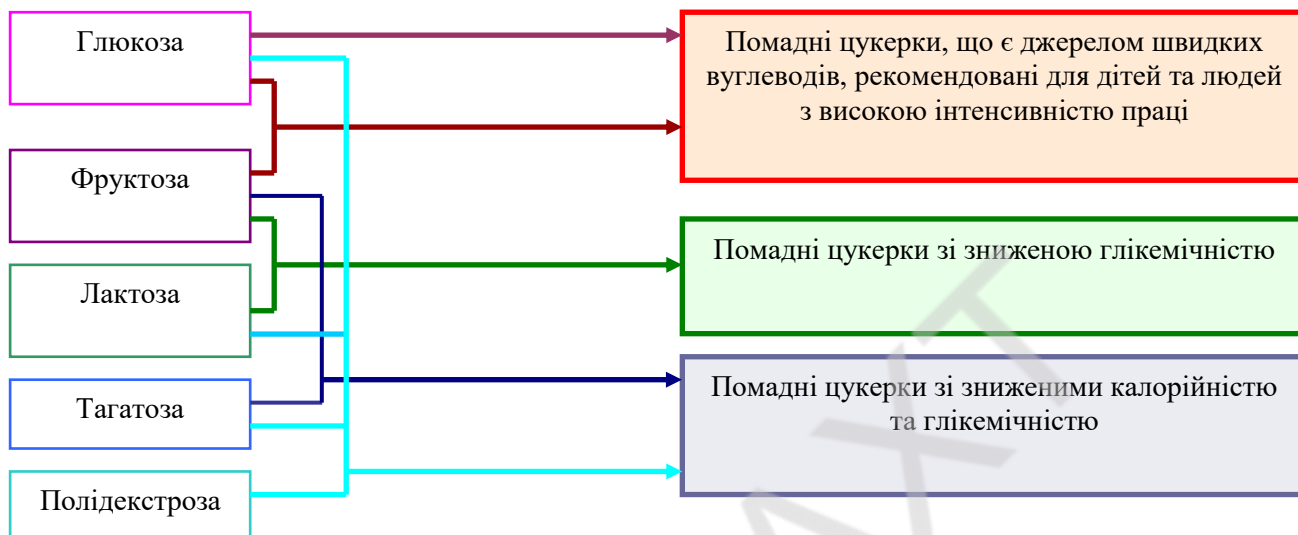 Глюкоза
Фруктоза
Лактоза
Тагатоза
Полідекстроза
Помадні цукерки, що є джерелом швидких
вуглеводів, рекомендовані для дітей та людей
з високою інтенсивністю праці
Помадні цукерки зі зниженою глікемічністю
Помадні цукерки зі зниженими калорійністю
та глікемічністю